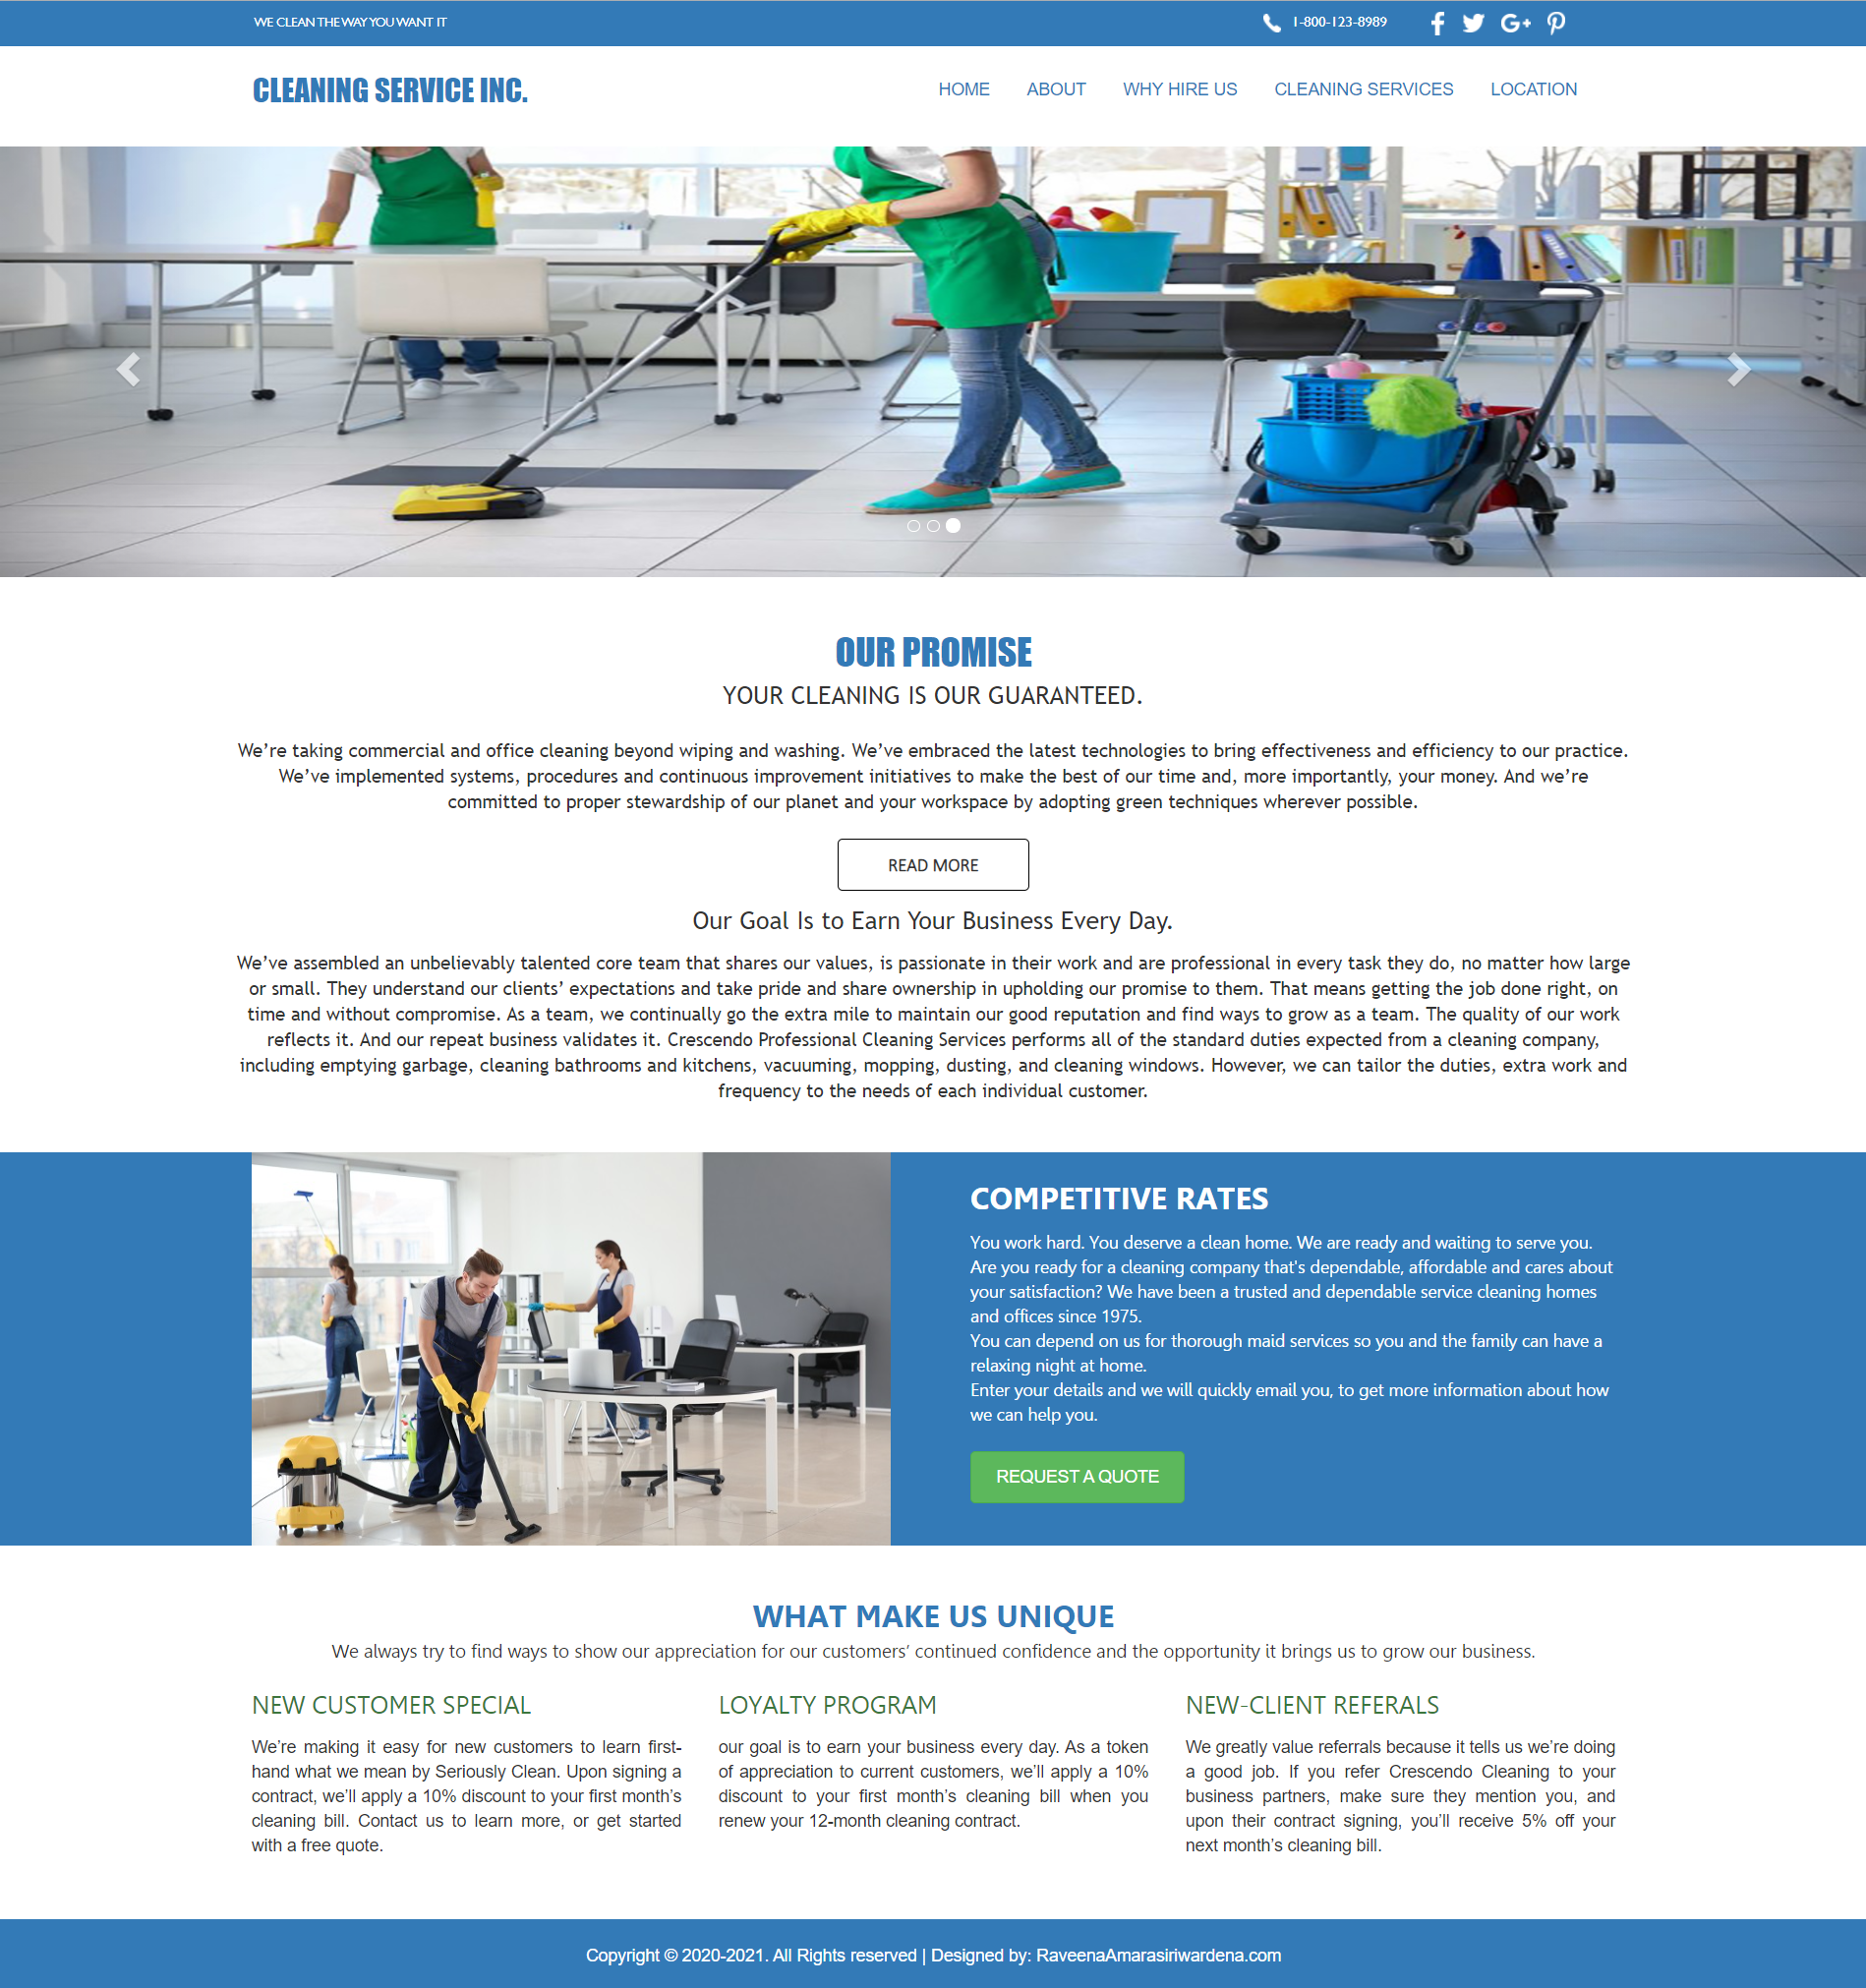 WE CLEAN THE WAY YOU WANT IT
1-800-123-8989
CLEANING SERVICE INC.
HOME ABOUT WHY HIRE US CLEANING SERVICES LOCATION
OUR PROMISE
YOUR CLEANING IS OUR GUARANTEED.
We’re taking commercial and office cleaning beyond wiping and washing. We’ve embraced the latest technologies to bring effectiveness and efficiency to our practice.
We’ve implemented systems, procedures and continuous improvement initiatives to make the best of our time and, more importantly, your money. And we’re
committed to proper stewardship of our planet and your workspace by adopting green techniques wherever possible.
READ MORE
Our Goal Is to Earn Your Business Every Day.
We’ve assembled an unbelievably talented core team that shares our values, is passionate in their work and are professional in every task they do, no matter how large
or small. They understand our clients’ expectations and take pride and share ownership in upholding our promise to them. That means getting the job done right, on
time and without compromise. As a team, we continually go the extra mile to maintain our good reputation and find ways to grow as a team. The quality of our work
reflects it. And our repeat business validates it. Crescendo Professional Cleaning Services performs all of the standard duties expected from a cleaning company,
including emptying garbage, cleaning bathrooms and kitchens, vacuuming, mopping, dusting, and cleaning windows. However, we can tailor the duties, extra work and
frequency to the needs of each individual customer.
COMPETITIVE RATES
You work hard. You deserve a clean home. We are ready and waiting to serve you.
Are you ready for a cleaning company that's dependable, affordable and cares about
your satisfaction? We have been a trusted and dependable service cleaning homes
and offices since 1975.
You can depend on us for thorough maid services so you and the family can have a
relaxing night at home.
Enter your details and we will quickly email you, to get more information about how
we can help you.
REQUEST A QUOTE
WHAT MAKE US UNIQUE
We always try to find ways to show our appreciation for our customers’ continued confidence and the opportunity it brings us to grow our business.
NEW CUSTOMER SPECIAL
We’re making it easy for new customers to learn first-
hand what we mean by Seriously Clean. Upon signing a
contract, we’ll apply a 10% discount to your first month’s
cleaning bill. Contact us to learn more, or get started
with a free quote.
LOYALTY PROGRAM
our goal is to earn your business every day. As a token
of appreciation to current customers, we’ll apply a 10%
discount to your first month’s cleaning bill when you
renew your 12-month cleaning contract.
NEW-CLIENT REFERALS
We greatly value referrals because it tells us we’re doing
a good job. If you refer Crescendo Cleaning to your
business partners, make sure they mention you, and
upon their contract signing, you’ll receive 5% off your
next month’s cleaning bill.
Copyright © 2020-2021. All Rights reserved | Designed by: RaveenaAmarasiriwardena.com